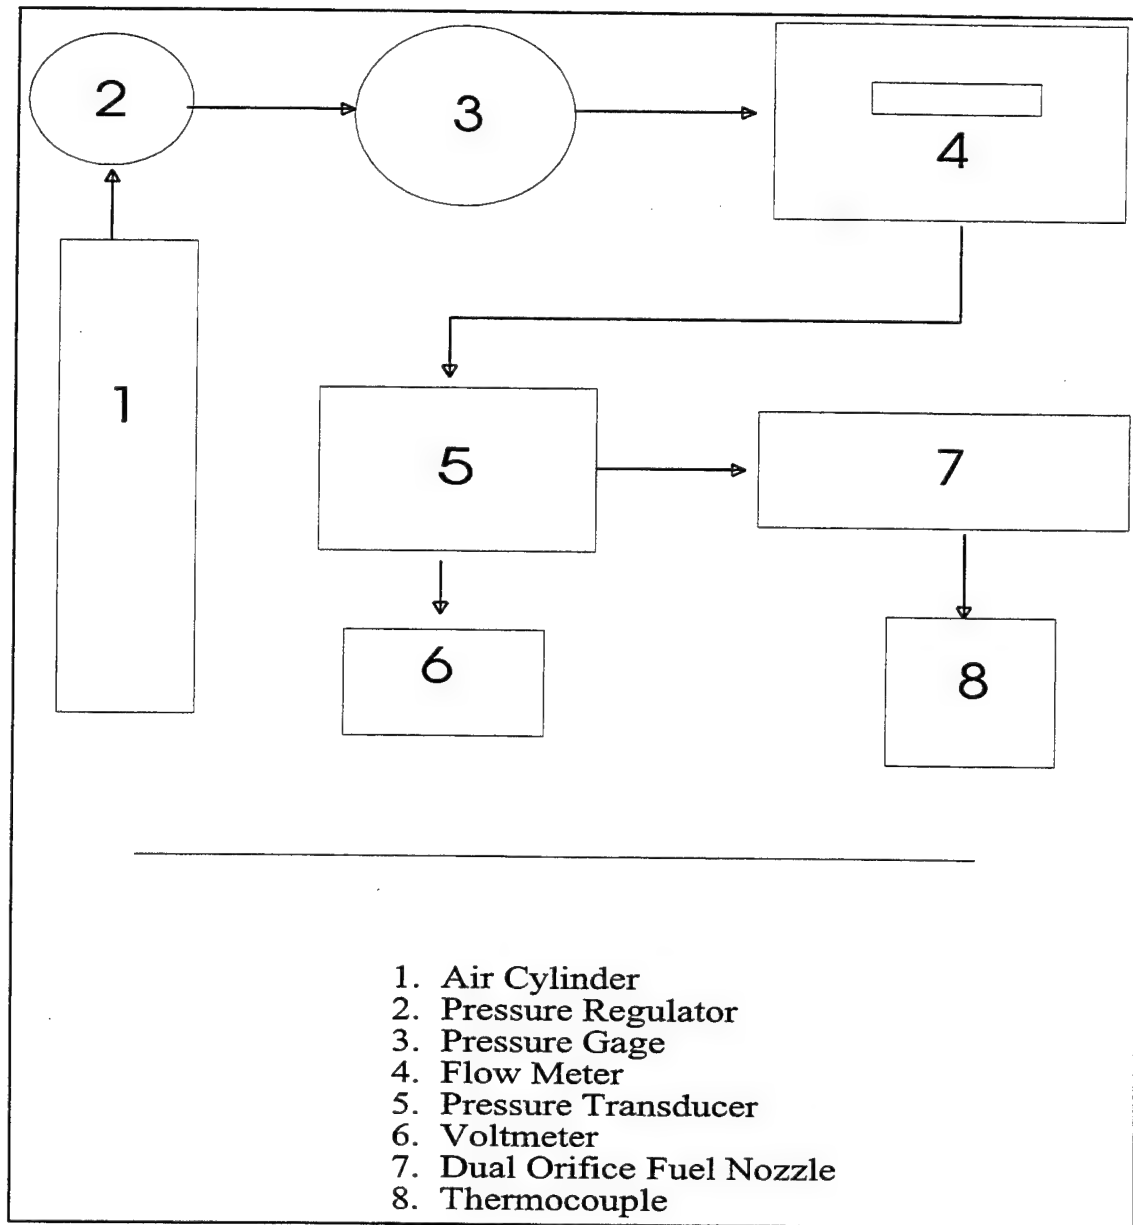 2
3
4
1
5
7
6
8
1. Air Cylinder
2. Pressure Regulator
3. Pressure Gage
4. Flow Meter
5. Pressure Transducer
6. Voltmeter
7. Dual Orifice Fuel Nozzle
8. Thermocouple